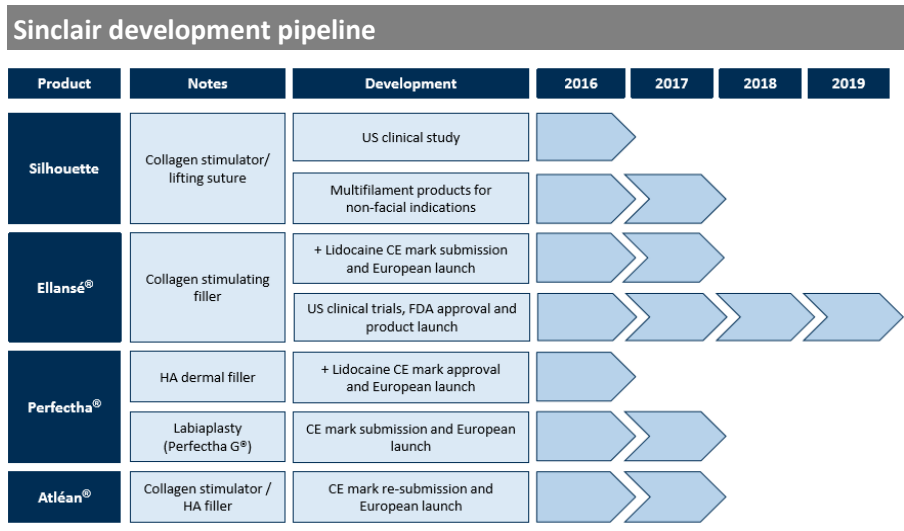 Sinclair development pipeline
Product Notes Development 2016 2017 2018 2019
Silhouette
Collagen stimulator/
lifting suture
US clinical study
Multifilament products for
non-facial indications
Ellansé®
Collagen stimulating
filler
+ Lidocaine CE mark submission
and European launch
US clinical trials, FDA approval and
product launch
Perfectha®
HA dermal filler
+ Lidocaine CE mark approval
and European launch
Labiaplasty
(Perfectha G®)
CE mark submission and European
launch
Atléan®
Collagen stimulator /
HA filler
CE mark re-submission and
European launch